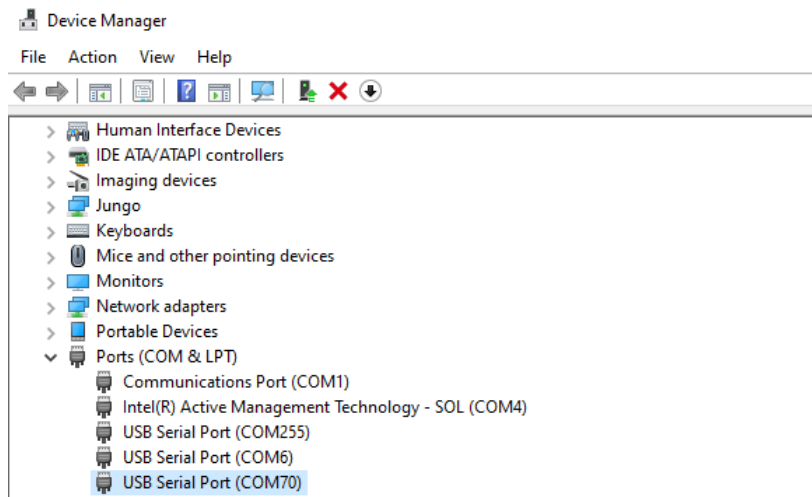 Device Manager
File Action View Help
Human Interface Devices
IDE ATA/ATAPI controllers
Imaging devices
Jungo
Keyboards
Mice and other pointing devices
Monitors
Network adapters
Portable Devices
Ports (COM & LPT)
Communications Port (COM1)
Intel(R) Active Management Technology - SOL (COM4)
USB Serial Port (COM255)
USB Serial Port (COM6)
USB Serial Port (COM70)